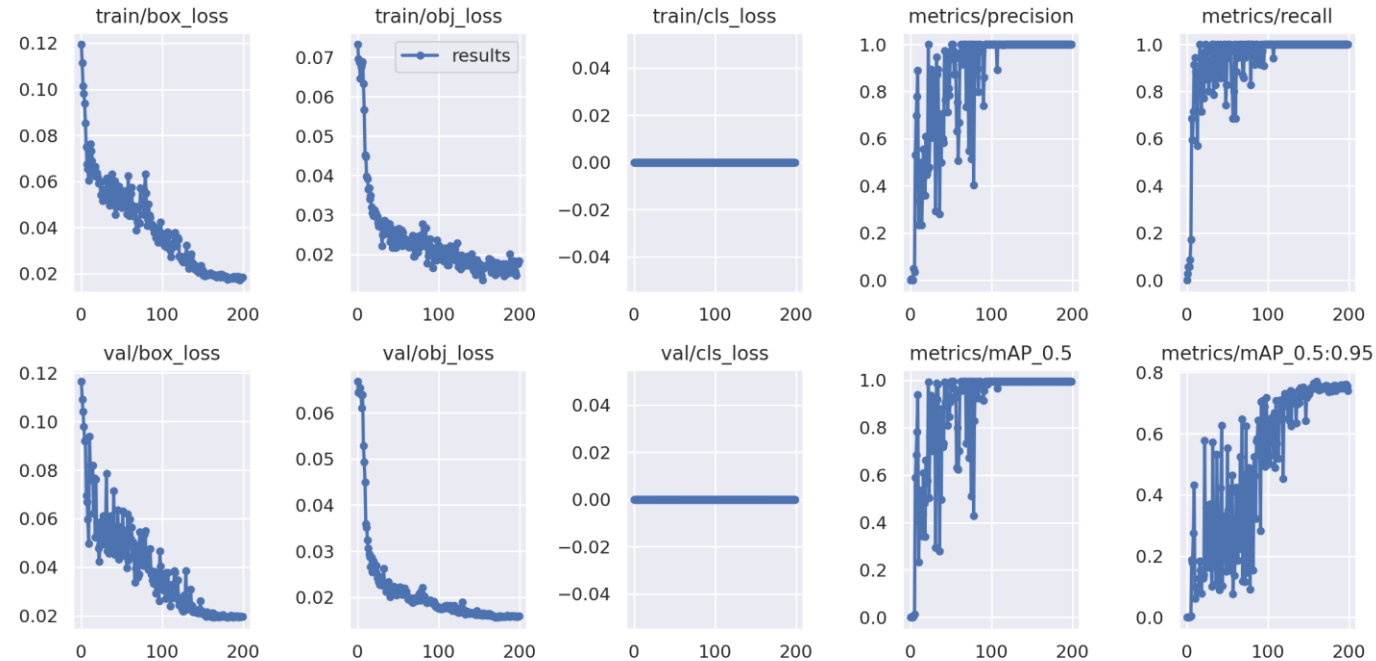 train/box_loss train/obj_loss train/cls_loss metrics/precision metrics/recall
0.12 0.07 0.04 1.0 1.0
results
0.10 0.06 0.02 0.8 0.8
0.08 0.05 0.00 0.6 0.6
0.06 0.04 −0.02 0.4 0.4
0.04 0.03 −0.04 0.2 0.2
0.02 0.02 0.0 0.0
0 100 200 0 100 200 0 100 200 0 100 200 0 100 200
val/box_loss val/obj_loss val/cls_loss metrics/mAP_0.5 metrics/mAP_0.5:0.95
0.12 0.06 0.04 1.0 0.8
0.10 0.05 0.02 0.8 0.6
0.08 0.04 0.00 0.6 0.4
0.06 0.03 −0.02 0.4 0.2
0.04 0.02 −0.04 0.2 0.0
0.02 0.0
0 100 200 0 100 200 0 100 200 0 100 200 0 100 200